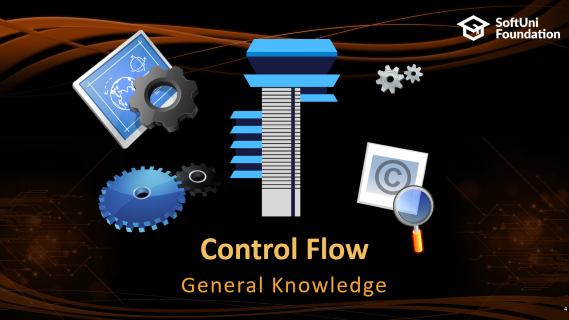 SoftUni
Foundation
©
Control Flow
General Knowledge
4